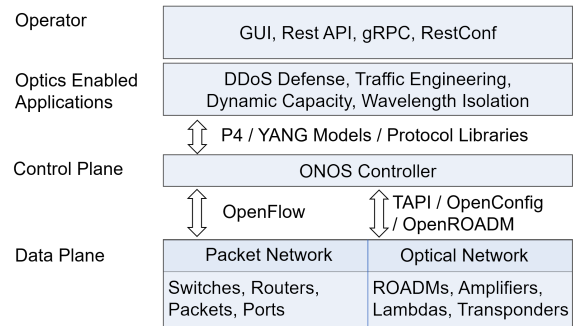 Operator
GUI, Rest API, gRPC, RestConf
Optics Enabled
Applications
DDoS Defense, Traffic Engineering,
Dynamic Capacity, Wavelength Isolation
P4 / YANG Models / Protocol Libraries
Control Plane
ONOS Controller
OpenFlow
TAPI / OpenConfig
/ OpenROADM
Data Plane
Packet Network
Optical Network
Switches, Routers,
Packets, Ports
ROADMs, Amplifiers,
Lambdas, Transponders